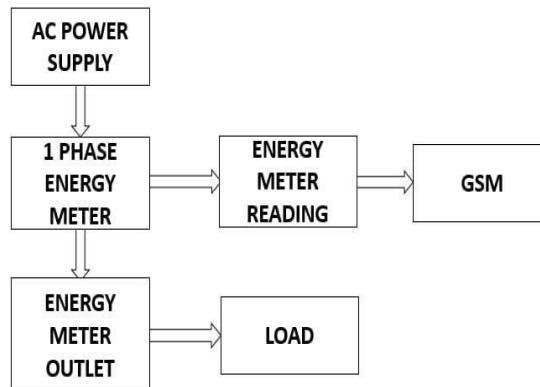 AC POWER
SUPPLY
1 PHASE
ENERGY
METER
ENERGY
METER
READING
GSM
ENERGY
METER
OUTLET
LOAD